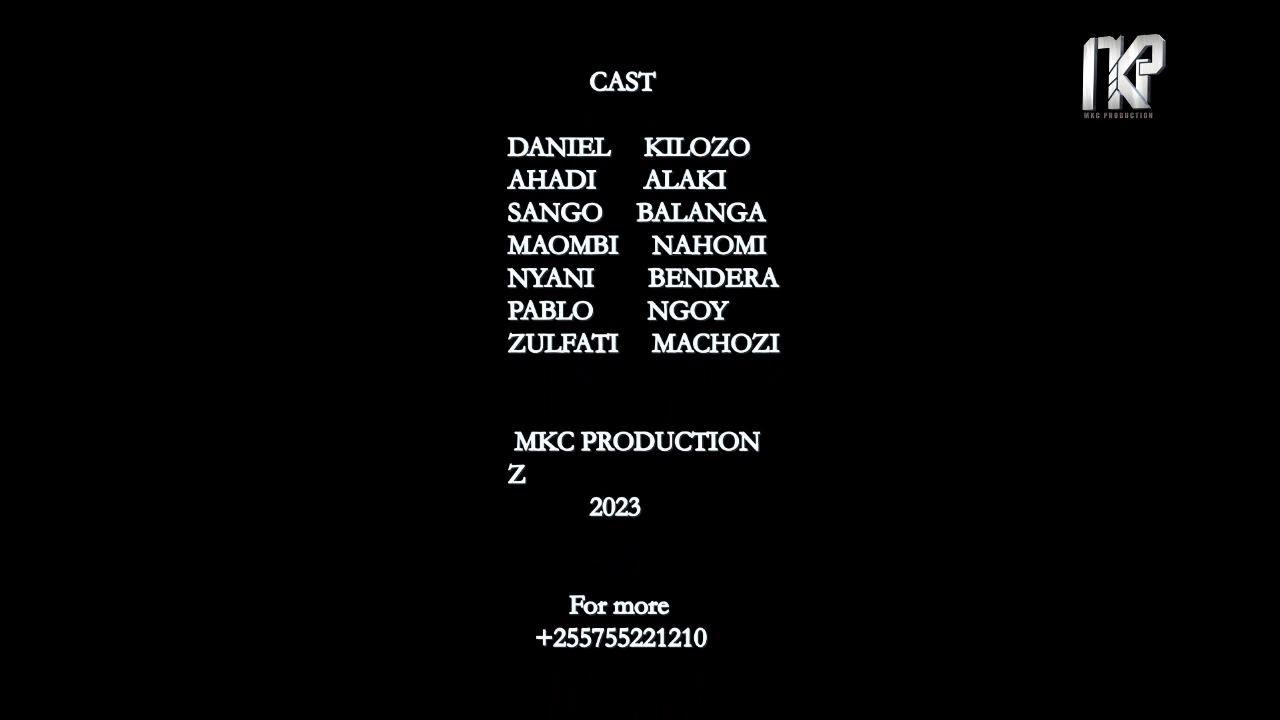 MKC PRODUCTION
CAST
DANIEL KILOZO
AHADI ALAKI
SANGO BALANGA
MAOMBI NAHOMI
NYANI BENDERA
PABLO NGOY
ZULFATI MACHOZI
MKC PRODUCTION
Z
2023
For more
+255755221210